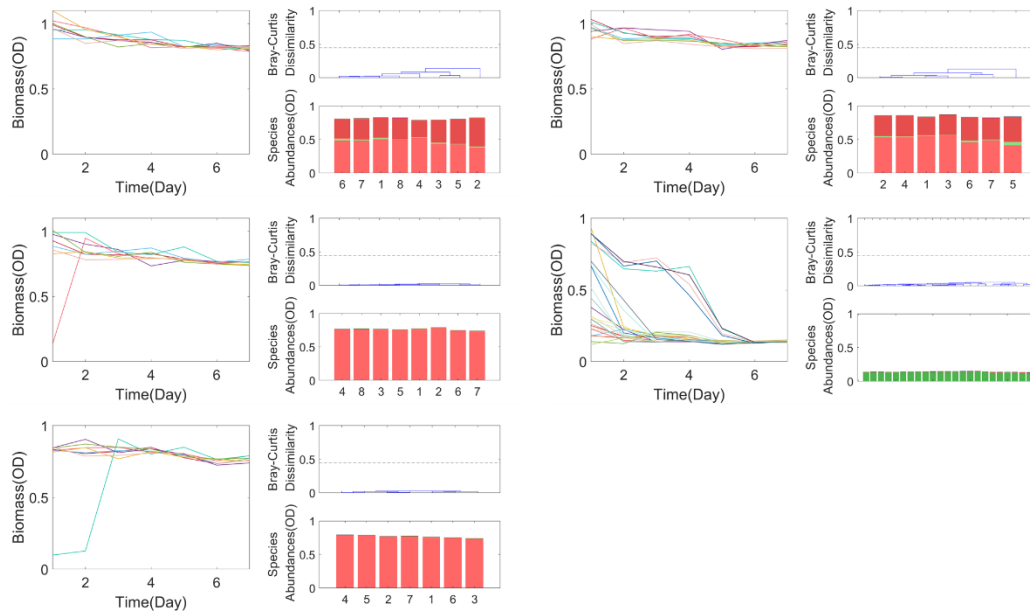 1
0.5
0
Biomass(OD)
2 4 6
Time(Day)
1
0.5
0
Bray-Curtis
Dissimilarity
1
0.5
0
Species
Abundances(OD)
6 7 1 8 4 3 5 2
1
0.5
0
Biomass(OD)
2 4 6
Time(Day)
1
0.5
0
Bray-Curtis
Dissimilarity
1
0.5
0
Species
Abundances(OD)
2 4 1 3 6 7 5
1
0.5
0
Biomass(OD)
2 4 6
Time(Day)
1
0.5
0
Bray-Curtis
Dissimilarity
1
0.5
0
Species
Abundances(OD)
4 8 3 5 1 2 6 7
1
0.5
0
Biomass(OD)
2 4 6
Time(Day)
1
0.5
0
Bray-Curtis
Dissimilarity
1
0.5
0
Species
Abundances(OD)
1
0.5
0
Biomass(OD)
2 4 6
Time(Day)
1
0.5
0
Bray-Curtis
Dissimilarity
1
0.5
0
Species
Abundances(OD)
4 5 2 7 1 6 3